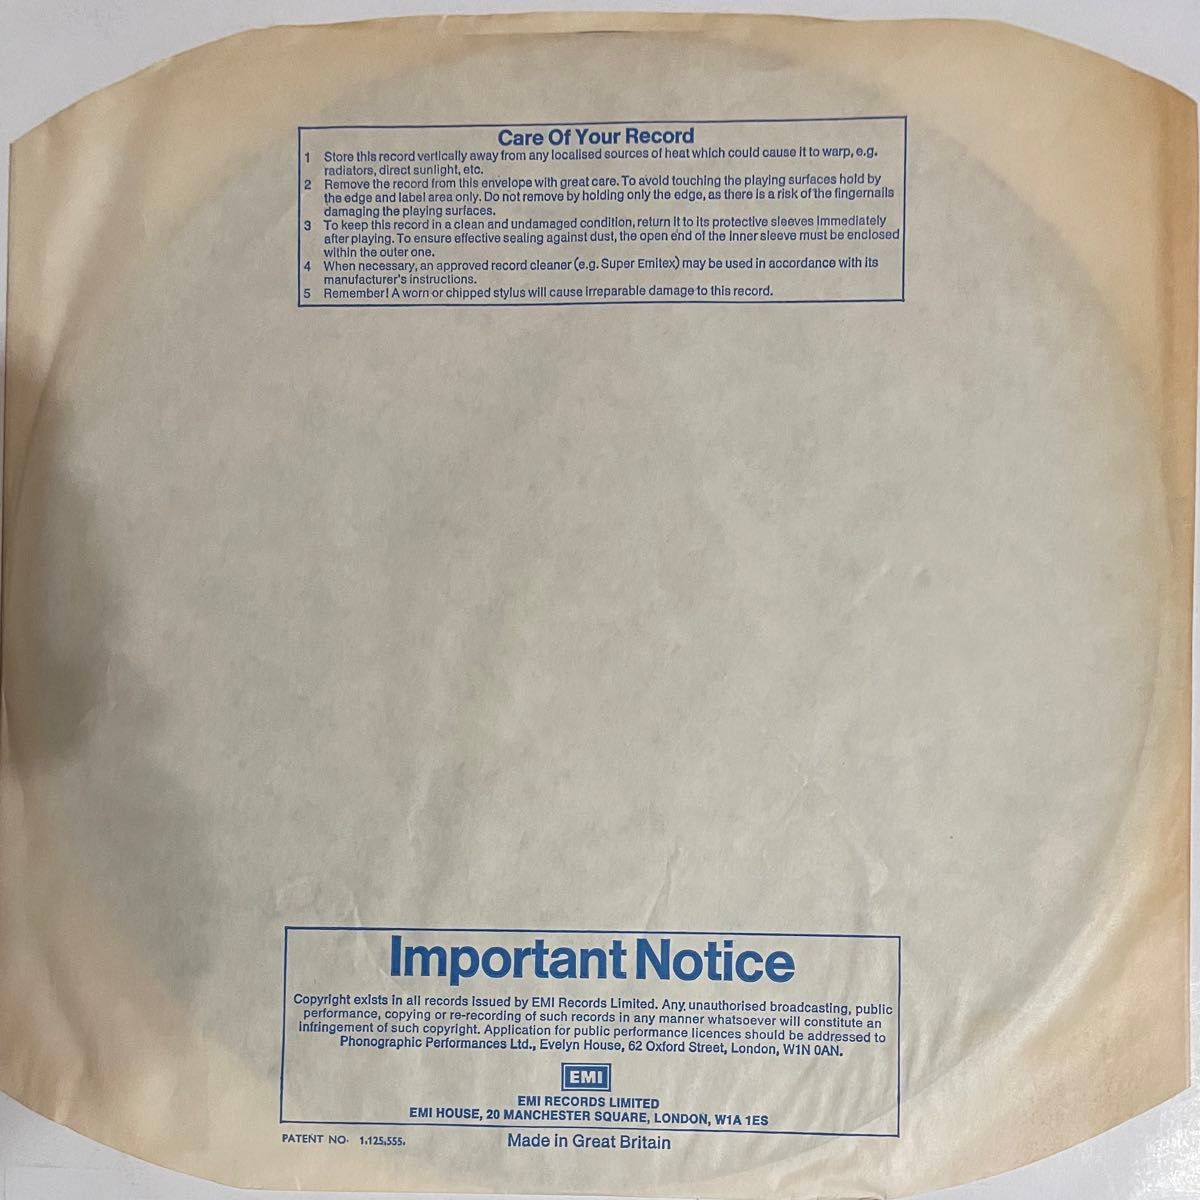 Care Of Your Record
1 Store this record vertically away from any localised sources of heat which could cause it to warp, e.g.
radiators, direct sunlight, etc.
2 Remove the record from this envelope with great care. To avoid touching the playing surfaces hold by
the edge and label area only. Do not remove by holding only the edge, as there is a risk of the fingernails
damaging the playing surfaces.
3 To keep this record in a clean and undamaged condition, return it to its protective sleeves immediately
after playing. To ensure effective sealing against dust, the open end of the inner sleeve must be enclosed
within the outer one.
4 When necessary, an approved record cleaner (e.g. Super Emitex) may be used in accordance with its
manufacturer's instructions.
5 Remember! A worn or chipped stylus will cause irreparable damage to this record.
Important Notice
Copyright exists in all records issued by EMI Records Limited. Any unauthorised broadcasting, public
performance, copying or re-recording of such records in any manner whatsoever will constitute an
infringement of such copyright. Application for public performance licences should be addressed to
Phonographic Performances Ltd., Evelyn House, 62 Oxford Street, London, W1N 0AN.
EMI
EMI RECORDS LIMITED
EMI HOUSE, 20 MANCHESTER SQUARE, LONDON, W1A 1ES
PATENT NO. 1,125,555. Made in Great Britain